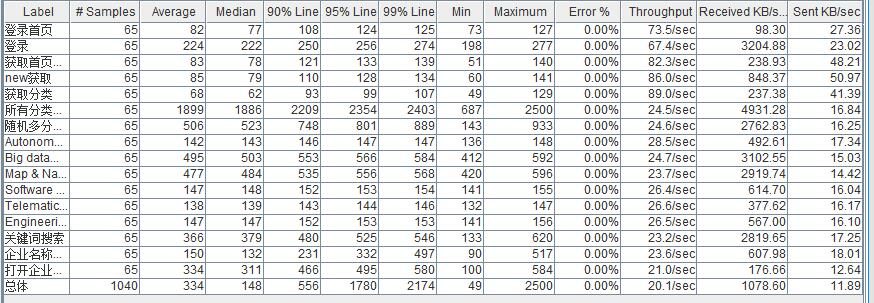 Label # Samples Average Median 90% Line 95% Line 99% Line Min Maximum Error % Throughput Received KB/s... Sent KB/sec
登录首页 65 82 77 108 124 125 73 127 0.00% 73.5/sec 98.30 27.36
登录 65 224 222 250 256 274 198 277 0.00% 67.4/sec 3204.88 23.02
获取首页... 65 83 78 121 133 139 51 140 0.00% 82.3/sec 238.93 48.21
new获取 65 85 79 110 128 134 60 141 0.00% 86.0/sec 848.37 50.97
获取分类 65 68 62 93 99 107 49 129 0.00% 89.0/sec 237.38 41.39
所有分类... 65 1899 1886 2209 2354 2403 687 2500 0.00% 24.5/sec 4931.28 16.84
随机多分... 65 506 523 748 801 889 143 933 0.00% 24.6/sec 2762.83 16.25
Autonom... 65 142 143 146 147 147 136 148 0.00% 28.5/sec 492.61 17.34
Big data... 65 495 503 553 566 584 412 592 0.00% 24.7/sec 3102.55 15.03
Map & Na... 65 477 484 535 556 568 420 596 0.00% 23.7/sec 2919.74 14.42
Software ... 65 147 148 152 153 154 141 155 0.00% 26.4/sec 614.70 16.04
Telematic... 65 138 139 143 144 146 132 147 0.00% 26.6/sec 377.62 16.17
Engineeri... 65 147 147 152 153 153 141 156 0.00% 26.5/sec 567.00 16.10
关键词搜索 65 366 379 480 525 546 133 620 0.00% 23.2/sec 2819.65 17.25
企业名称... 65 150 132 231 332 497 90 517 0.00% 23.6/sec 607.98 18.01
打开企业... 65 334 311 466 495 580 100 584 0.00% 21.0/sec 176.66 12.64
总体 1040 334 148 556 1780 2174 49 2500 0.00% 20.1/sec 1078.60 11.89